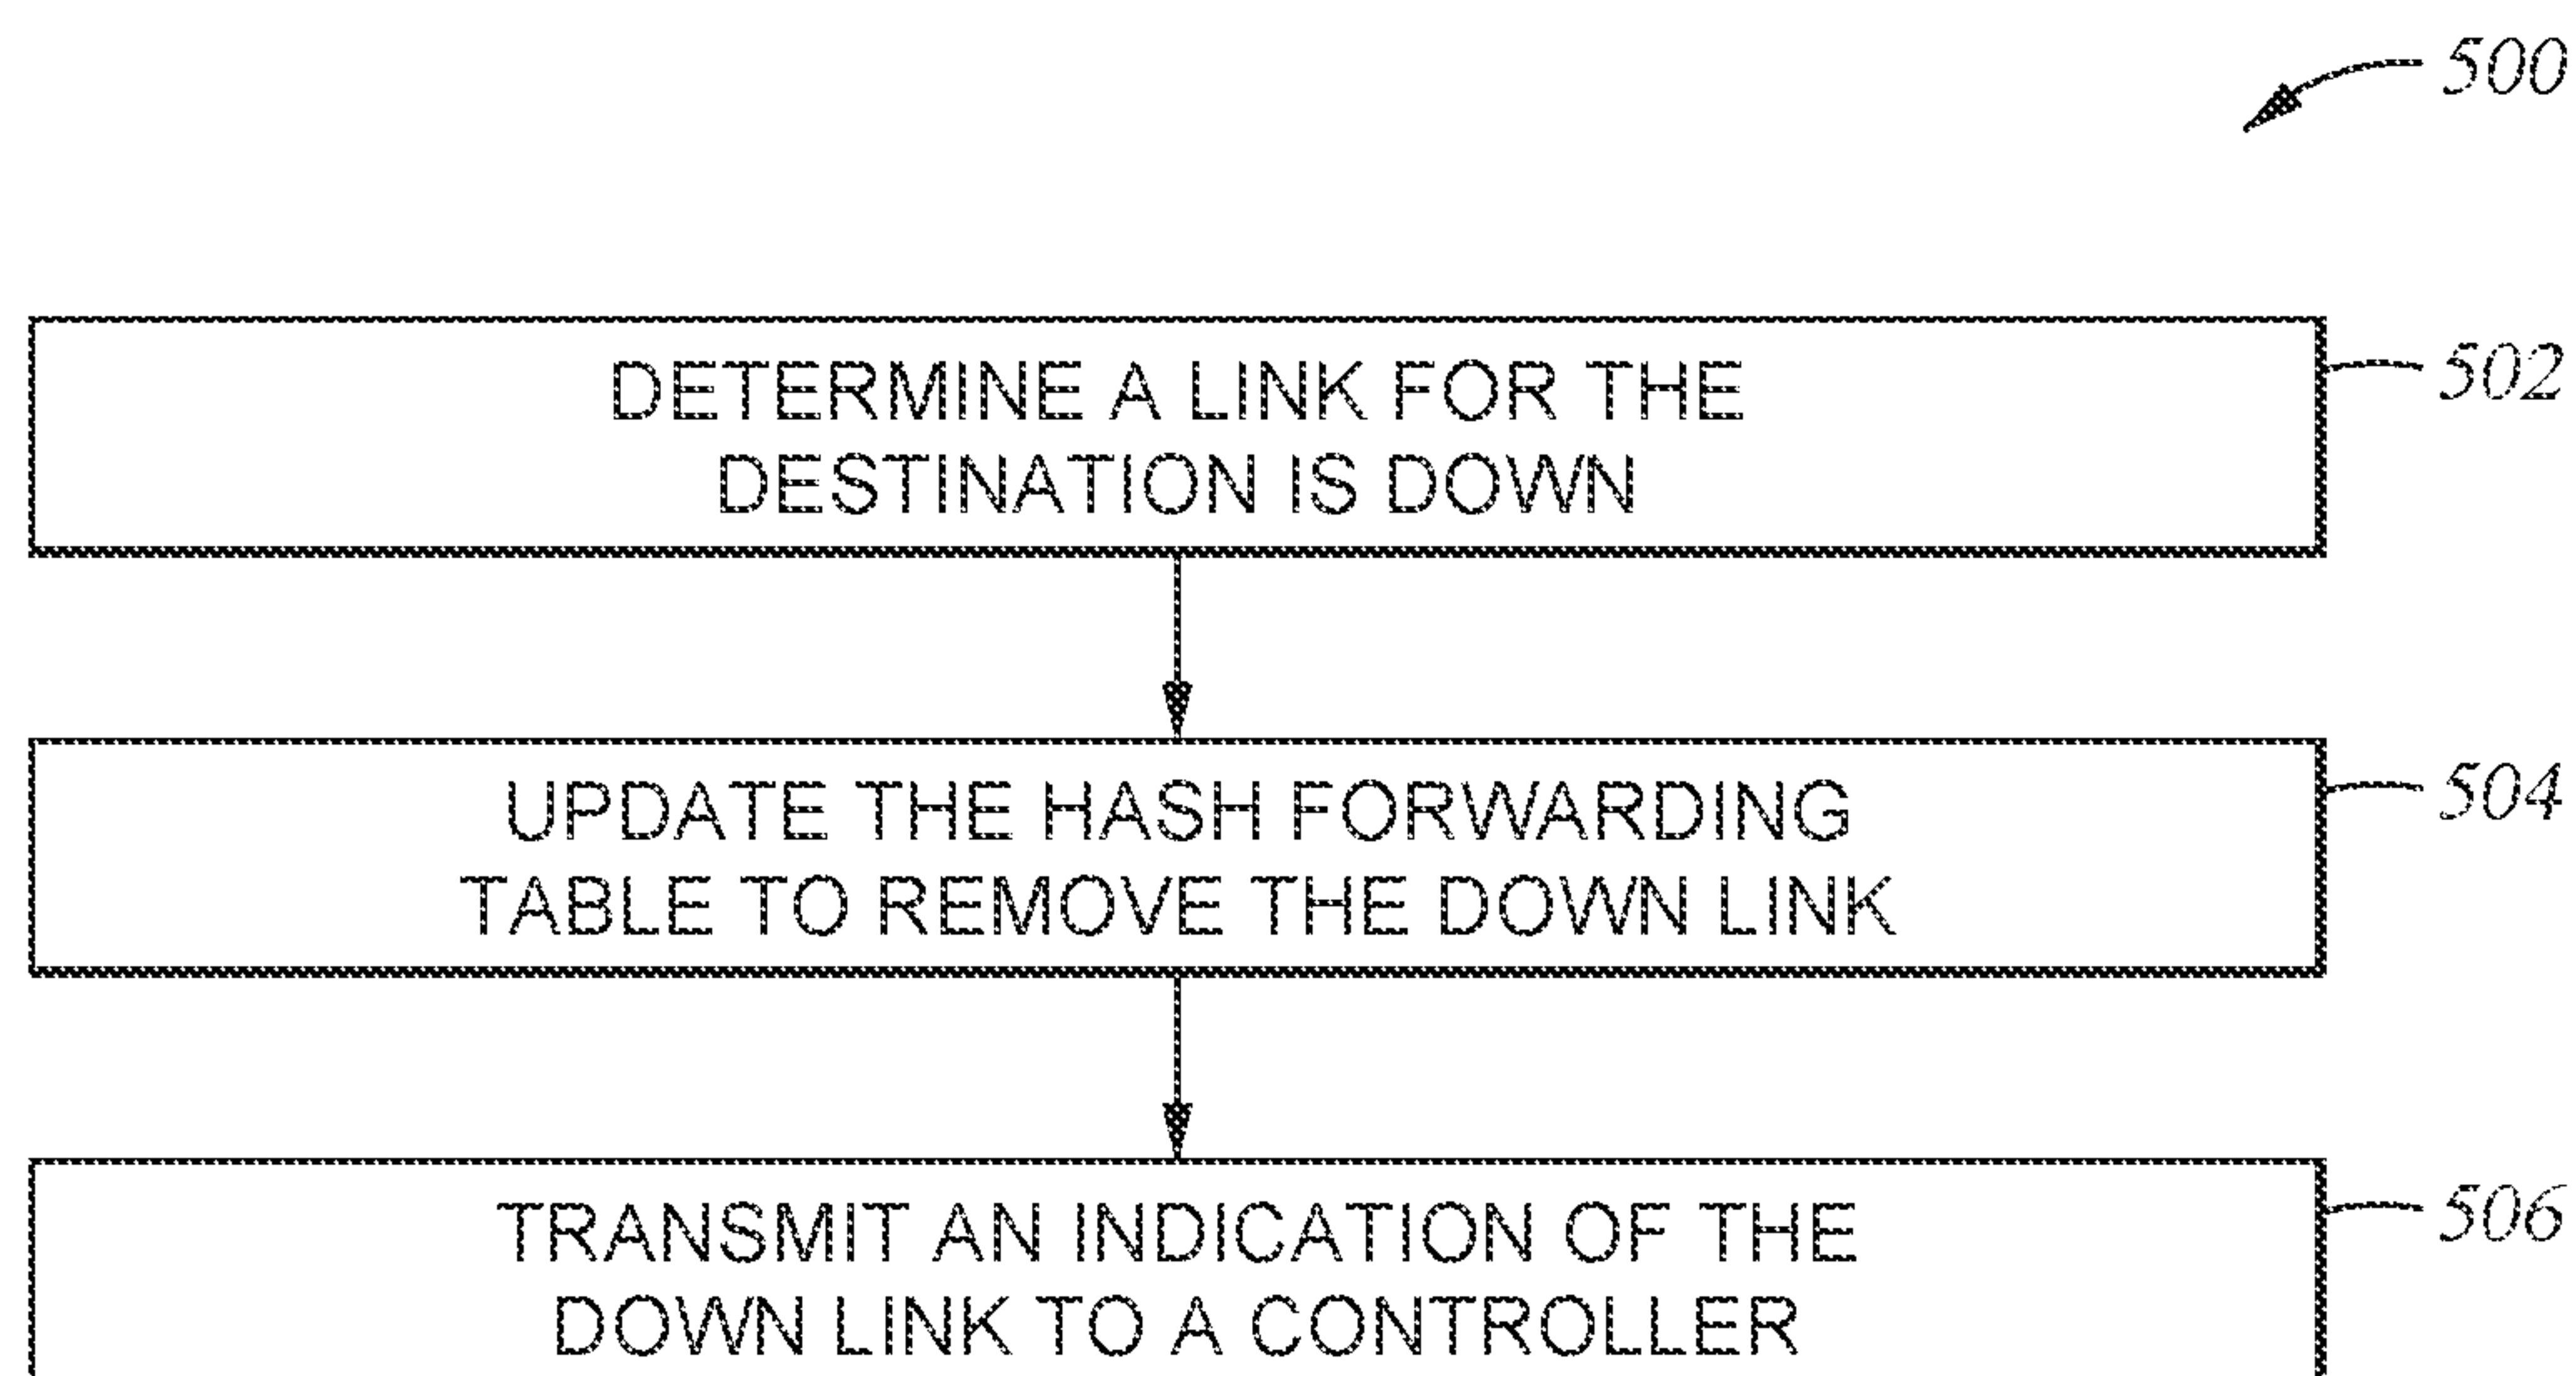 500
DETERMINE A LINK FOR THE
DESTINATION IS DOWN
502
UPDATE THE HASH FORWARDING
TABLE TO REMOVE THE DOWN LINK
504
TRANSMIT AN INDICATION OF THE
DOWN LINK TO A CONTROLLER
506